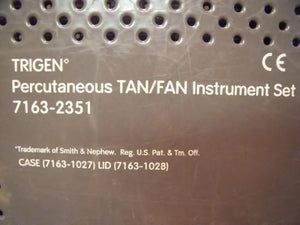 TRIGEN°
CE
Percutaneous TAN/FAN Instrument Set
7163-2351
°Trademark of Smith & Nephew. Reg. U.S. Pat. & Tm. Off.
CASE (7163-1027) LID (7163-1028)